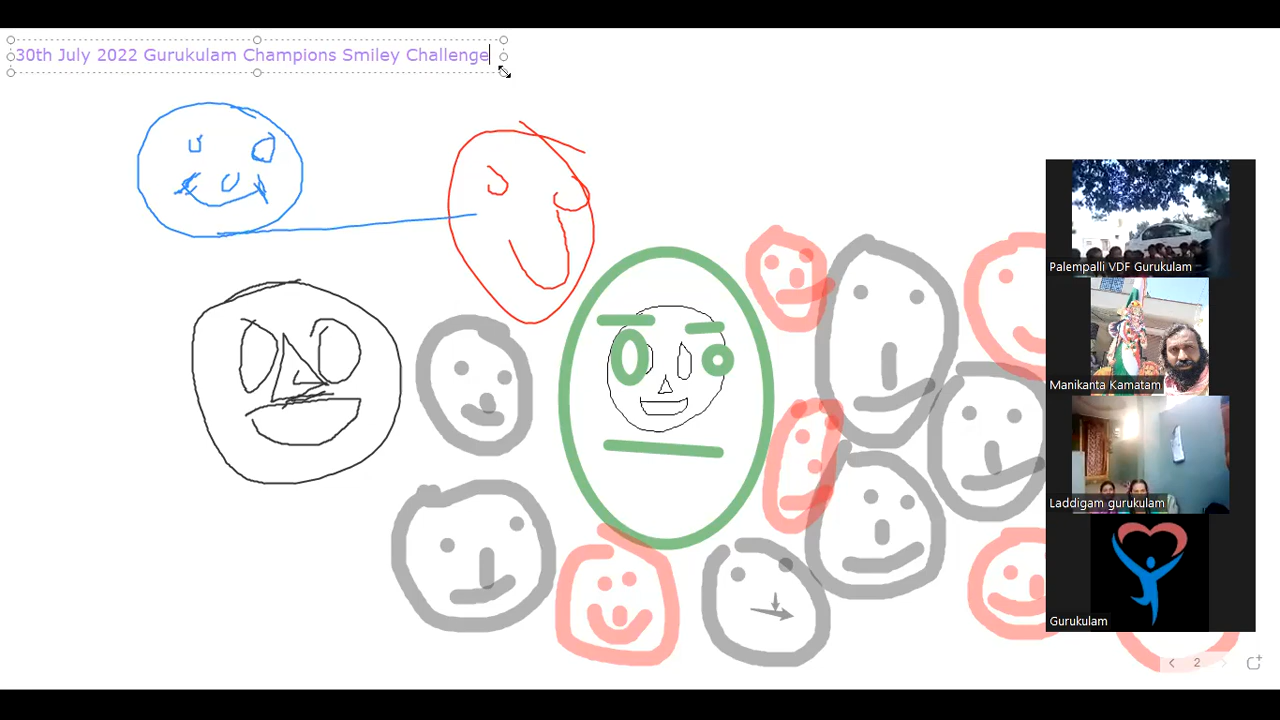 30th July 2022 Gurukulam Champions Smiley Challenge
Palempalli VDF Gurukulam
Manikanta Kamatam
Laddigam gurukulam
Gurukulam
2